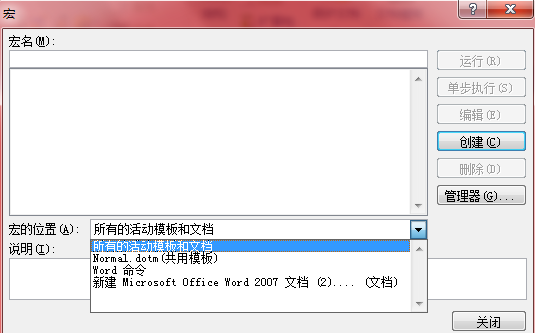 宏
宏名(M):
运行(R)
单步执行(S)
编辑(E)
创建(C)
删除(D)
管理器(G)...
宏的位置(A): 所有的活动模板和文档
所有的活动模板和文档
Normal.dotm(共用模板)
Word 命令
新建 Microsoft Office Word 2007 文档 (2).... (文档)
说明(I):
关闭